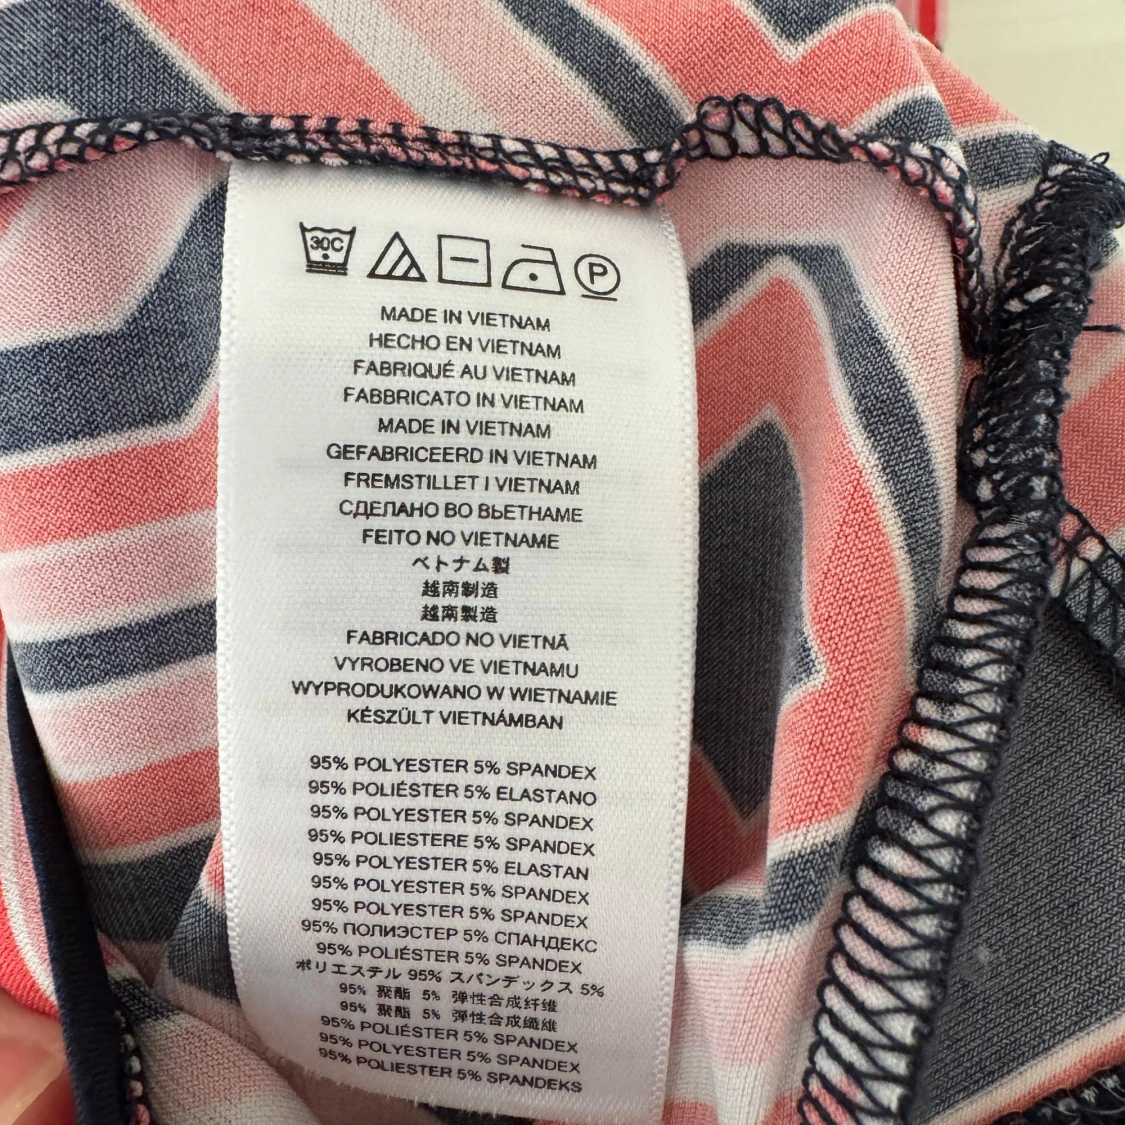 30C
P
MADE IN VIETNAM
HECHO EN VIETNAM
FABRIQUÉ AU VIETNAM
FABBRICATO IN VIETNAM
MADE IN VIETNAM
GEFABRICEERD IN VIETNAM
FREMSTILLET I VIETNAM
СДЕЛАНО ВО ВЬЕТНАМЕ
FEITO NO VIETNAME
ベトナム製
越南制造
越南製造
FABRICADO NO VIETNÃ
VYROBENO VE VIETNAMU
WYPRODUKOWANO W WIETNAMIE
KÉSZÜLT VIETNÁMBAN
95% POLYESTER 5% SPANDEX
95% POLIÉSTER 5% ELASTANO
95% POLYESTER 5% SPANDEX
95% POLIESTERE 5% SPANDEX
95% POLYESTER 5% ELASTAN
95% POLYESTER 5% SPANDEX
95% POLYESTER 5% SPANDEX
95% ПОЛИЭСТЕР 5% СПАНДЕКС
95% POLIÉSTER 5% SPANDEX
ポリエステル 95% スパンデックス 5%
95% 聚酯 5% 弹性合成纤维
95% 聚酯 5% 彈性合成纖維
95% POLIÉSTER 5% SPANDEX
95% POLYESTER 5% SPANDEX
95% POLYESTER 5% SPANDEKS